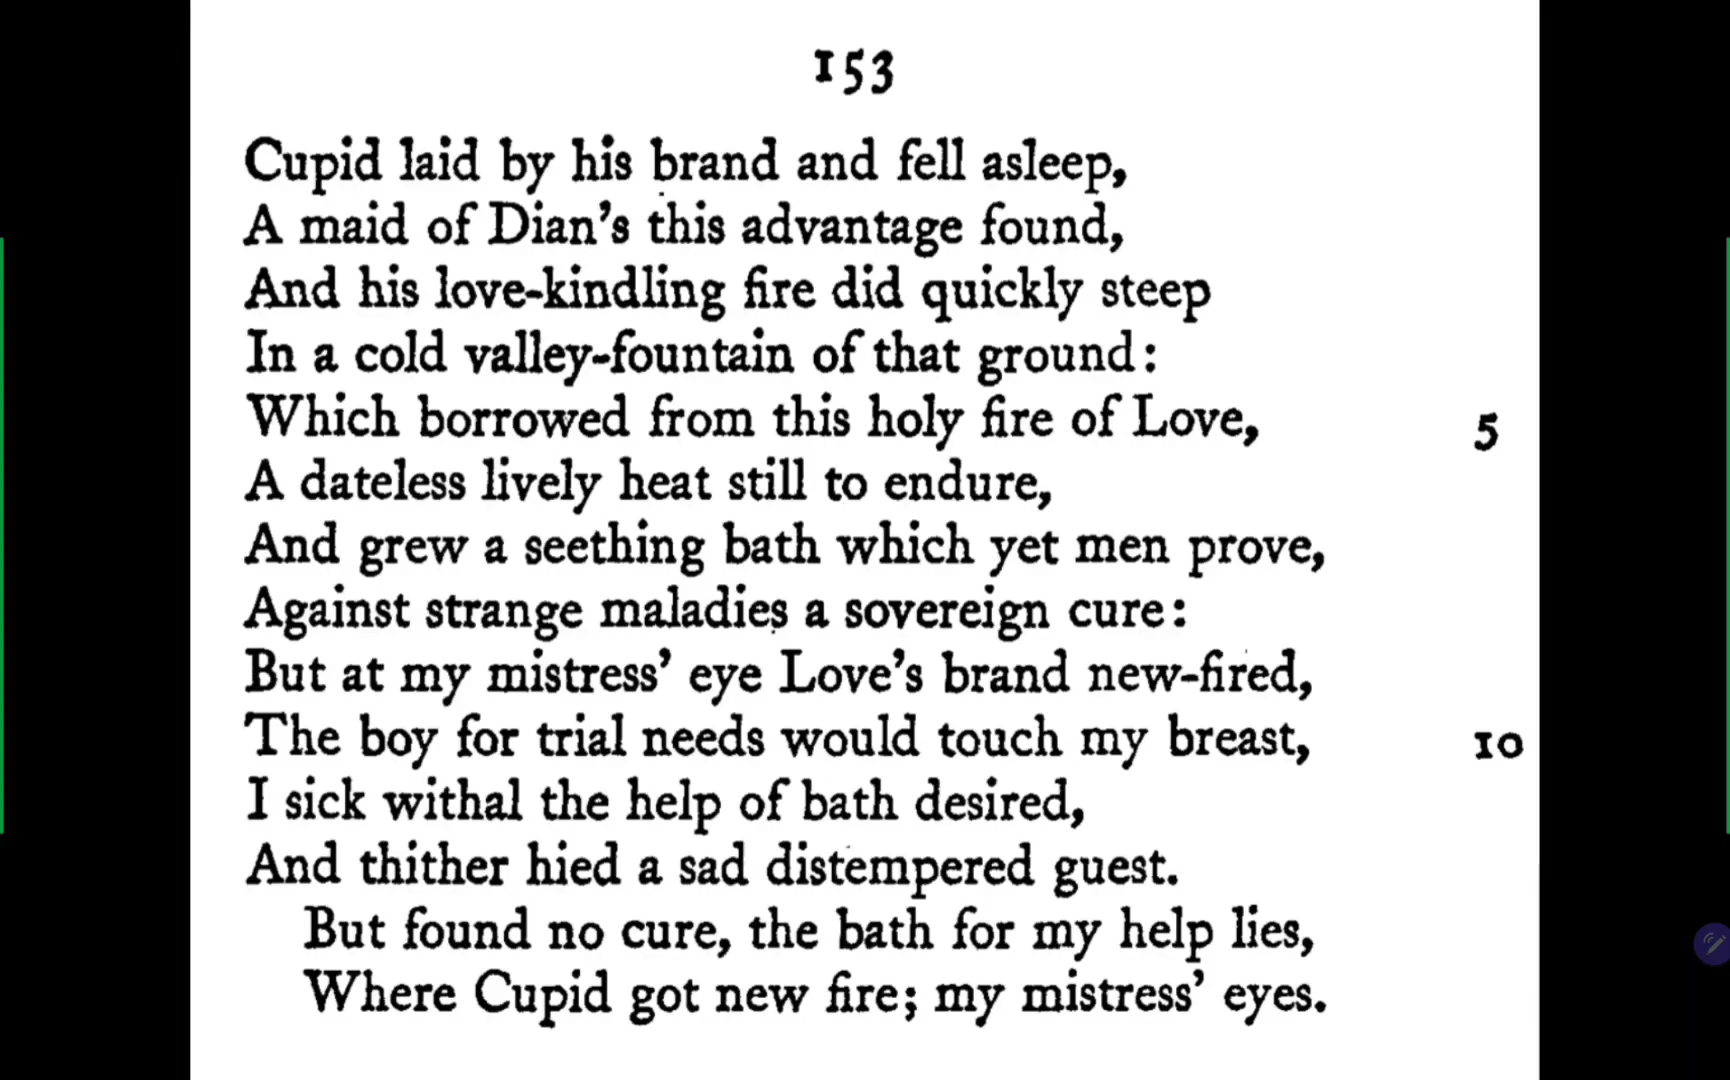 153
Cupid laid by his brand and fell asleep,
A maid of Dian's this advantage found,
And his love-kindling fire did quickly steep
In a cold valley-fountain of that ground:
Which borrowed from this holy fire of Love, 5
A dateless lively heat still to endure,
And grew a seething bath which yet men prove,
Against strange maladies a sovereign cure:
But at my mistress' eye Love's brand new-fired,
The boy for trial needs would touch my breast, 10
I sick withal the help of bath desired,
And thither hied a sad distempered guest.
But found no cure, the bath for my help lies,
Where Cupid got new fire; my mistress' eyes.